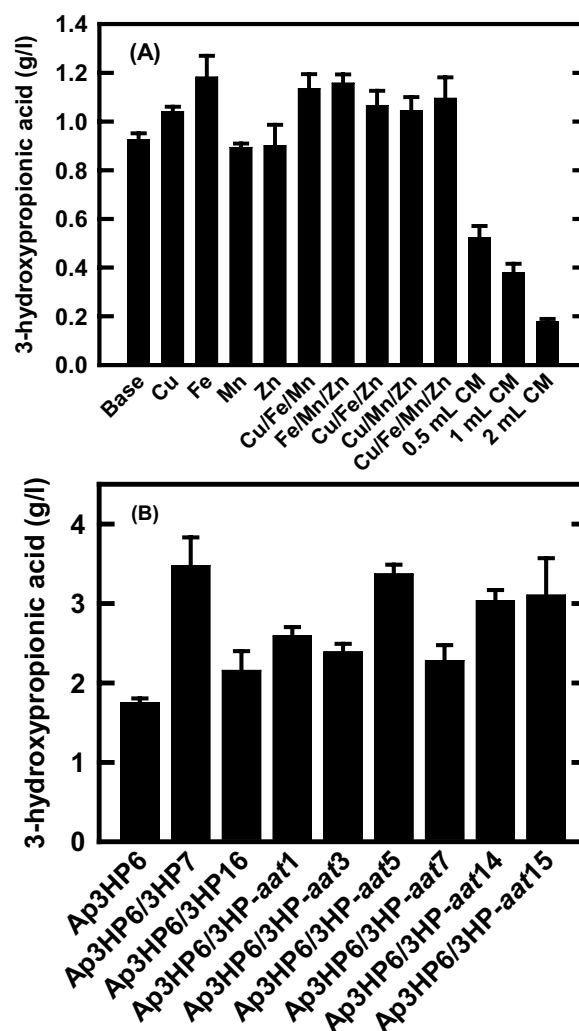 (A)
3-hydroxypropionic acid (g/l)
1.4
1.2
1.0
0.8
0.6
0.4
0.2
0.0
Base
Cu
Fe
Mn
Zn
Cu/Fe/Mn
Fe/Mn/Zn
Cu/Fe/Zn
Cu/Mn/Zn
Cu/Fe/Mn/Zn
0.5 mL CM
1 mL CM
2 mL CM
(B)
3-hydroxypropionic acid (g/l)
4
3
2
1
0
Ap3HP6
Ap3HP6/3HP7
Ap3HP6/3HP16
Ap3HP6/3HP-aat1
Ap3HP6/3HP-aat3
Ap3HP6/3HP-aat5
Ap3HP6/3HP-aat7
Ap3HP6/3HP-aat14
Ap3HP6/3HP-aat15